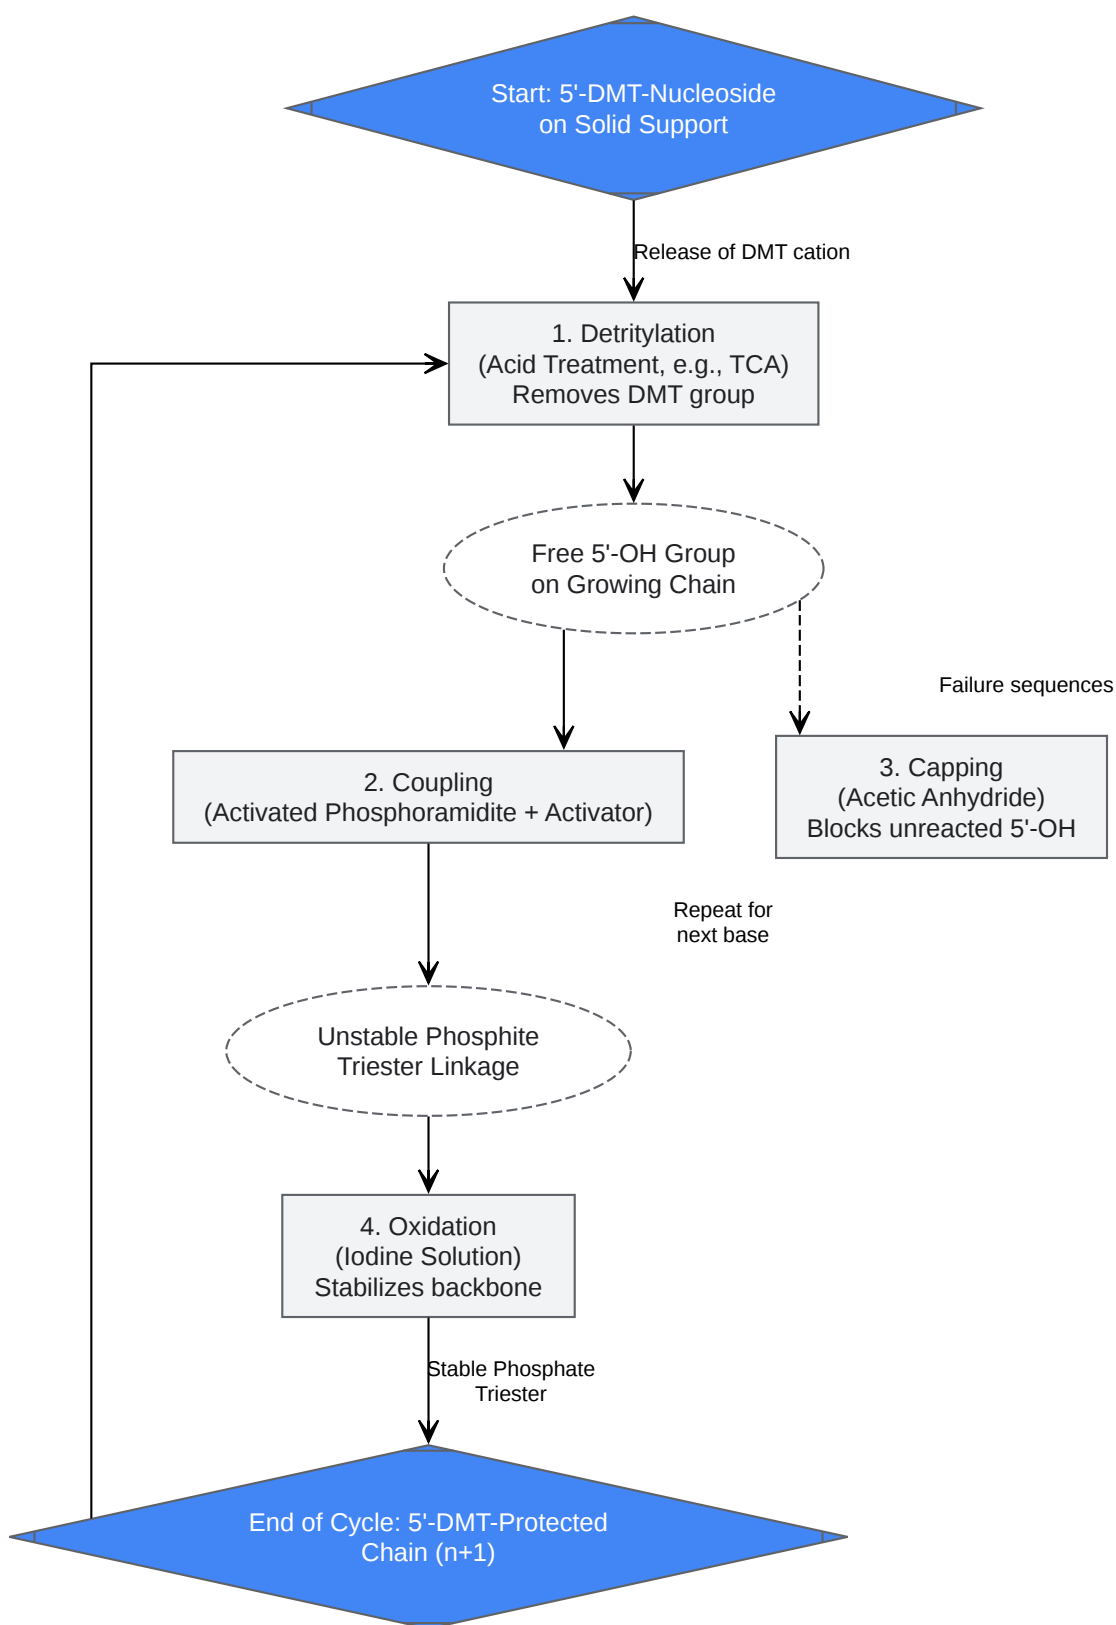 Start: 5'-DMT-Nucleoside
on Solid Support
Release of DMT cation
1. Detritylation
(Acid Treatment, e.g., TCA)
Removes DMT group
Free 5'-OH Group
on Growing Chain
Failure sequences
2. Coupling
(Activated Phosphoramidite + Activator)
3. Capping
(Acetic Anhydride)
Blocks unreacted 5'-OH
Repeat for
next base
Unstable Phosphite
Triester Linkage
4. Oxidation
(Iodine Solution)
Stabilizes backbone
Stable Phosphate
Triester
End of Cycle: 5'-DMT-Protected
Chain (n+1)